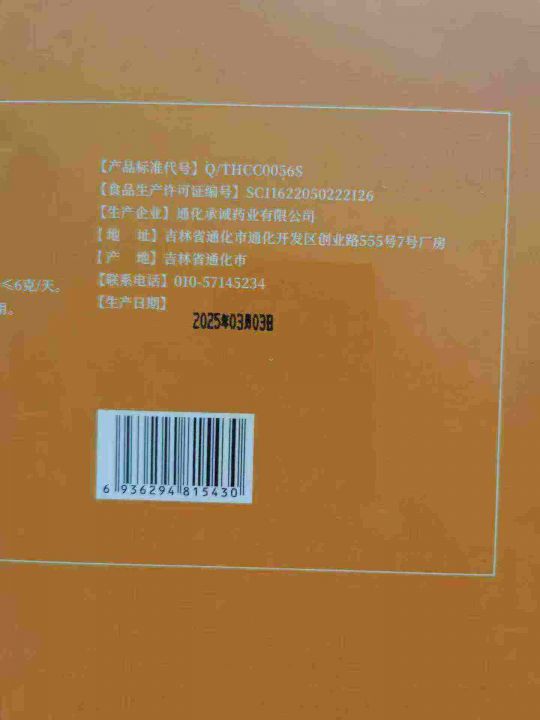 【产品标准代号】Q/THCC0056S
【食品生产许可证编号】SC11622050222126
【生产企业】通化承诚药业有限公司
【地 址】吉林省通化市通化开发区创业路555号7号厂房
【产 地】吉林省通化市
≤6克/天。
【联系电话】010-57145234
用。
【生产日期】
2025年03月03日
6 936294 815430